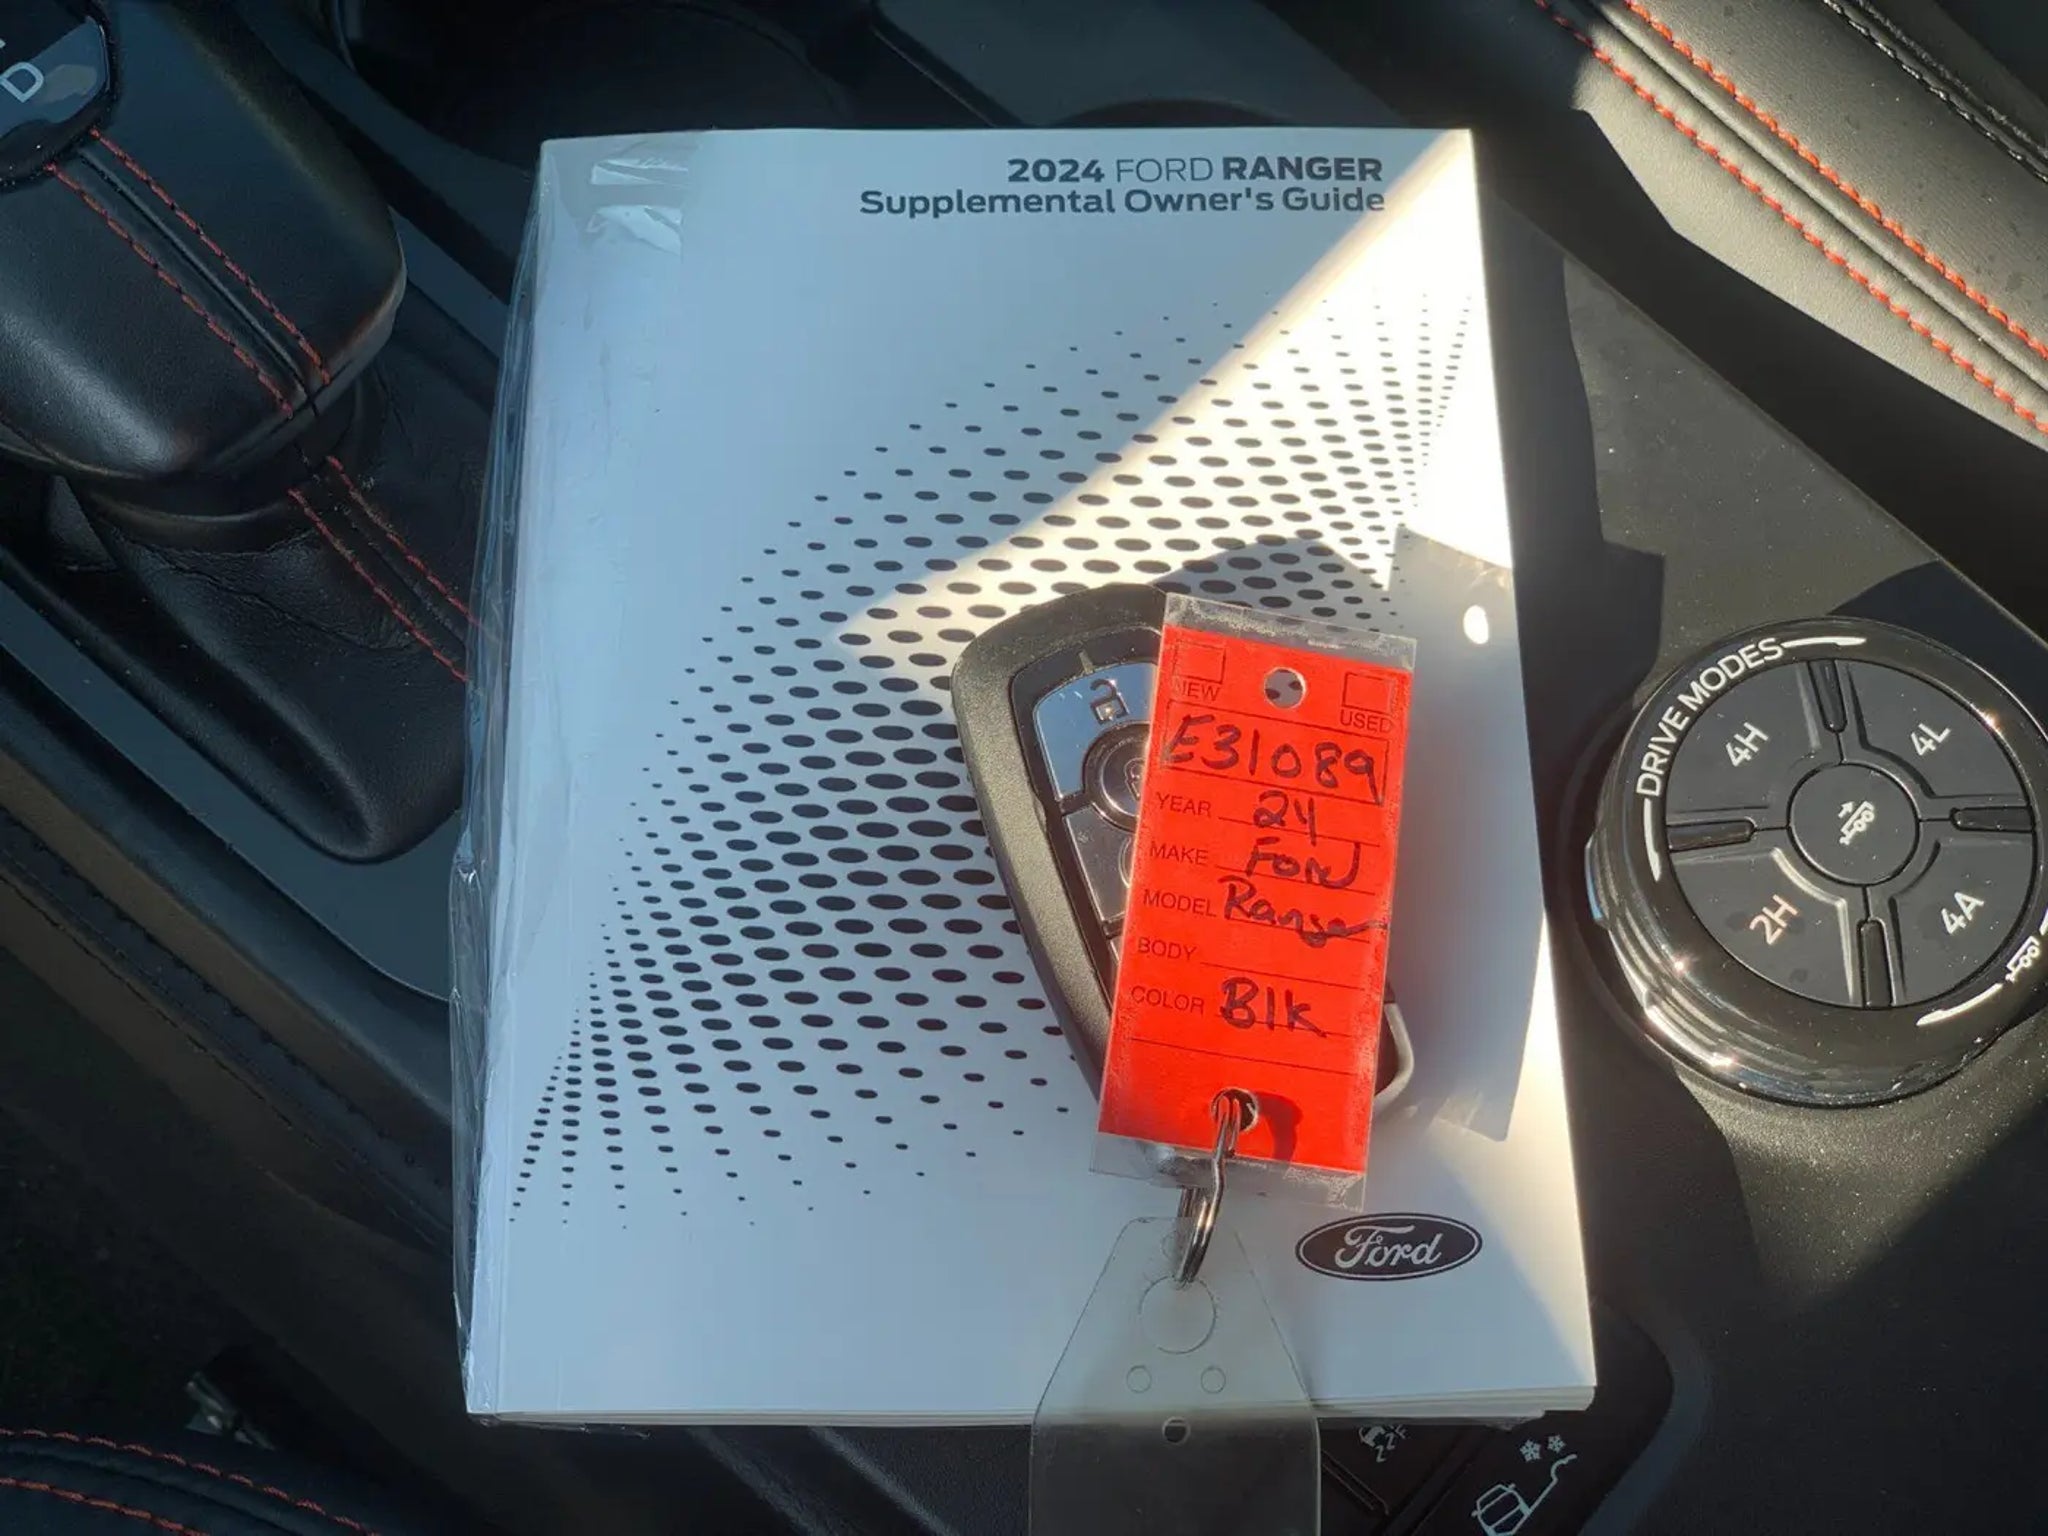 D
2024 FORD RANGER
Supplemental Owner's Guide
NEW
USED
E31089
YEAR 24
MAKE Ford
MODEL Ranger
BODY
COLOR Blk
Ford
DRIVE MODES
4H
4L
2H
4A